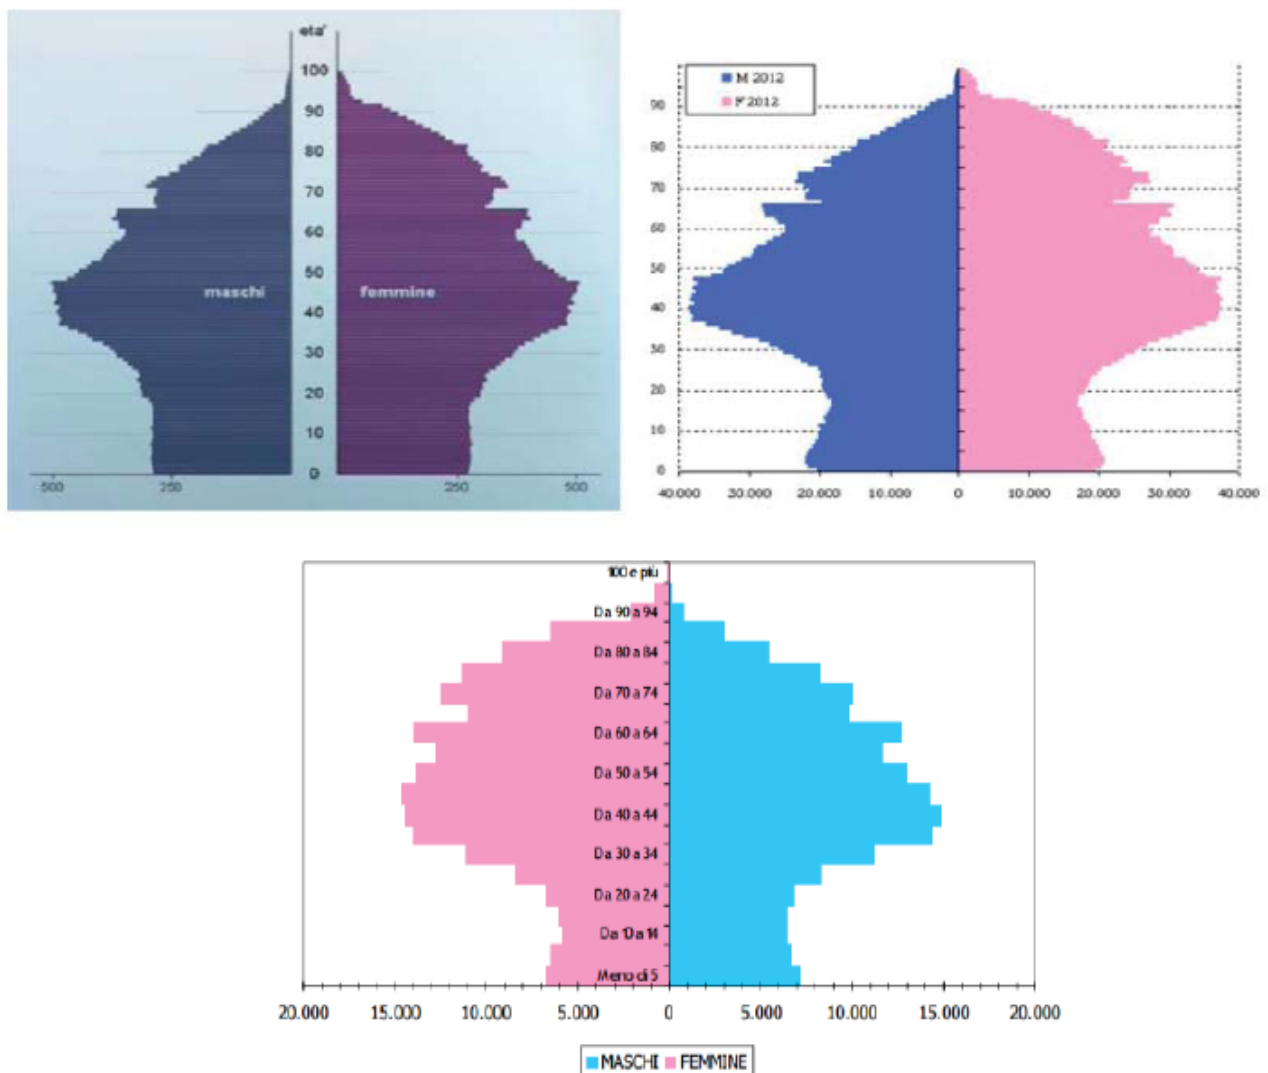 eta'
100
90
80
70
60
50
40
30
20
10
0
maschi
femmine
500
250
250
500
M 2012
F 2012
90
80
70
60
50
40
30
20
10
0
40.000
30.000
20.000
10.000
0
10.000
20.000
30.000
40.000
100 e più
Da 90 a 94
Da 80 a 84
Da 70 a 74
Da 60 a 64
Da 50 a 54
Da 40 a 44
Da 30 a 34
Da 20 a 24
Da 10 a 14
Meno di 5
20.000
15.000
10.000
5.000
0
5.000
10.000
15.000
20.000
MASCHI
FEMMINE